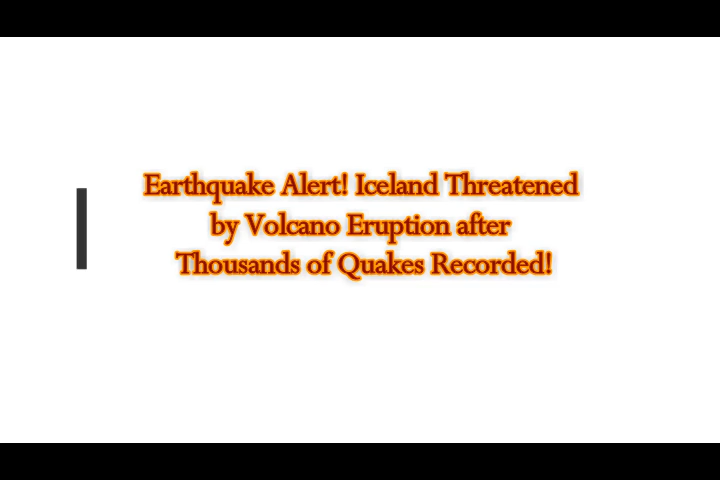 Earthquake Alert! Iceland Threatened
by Volcano Eruption after
Thousands of Quakes Recorded!